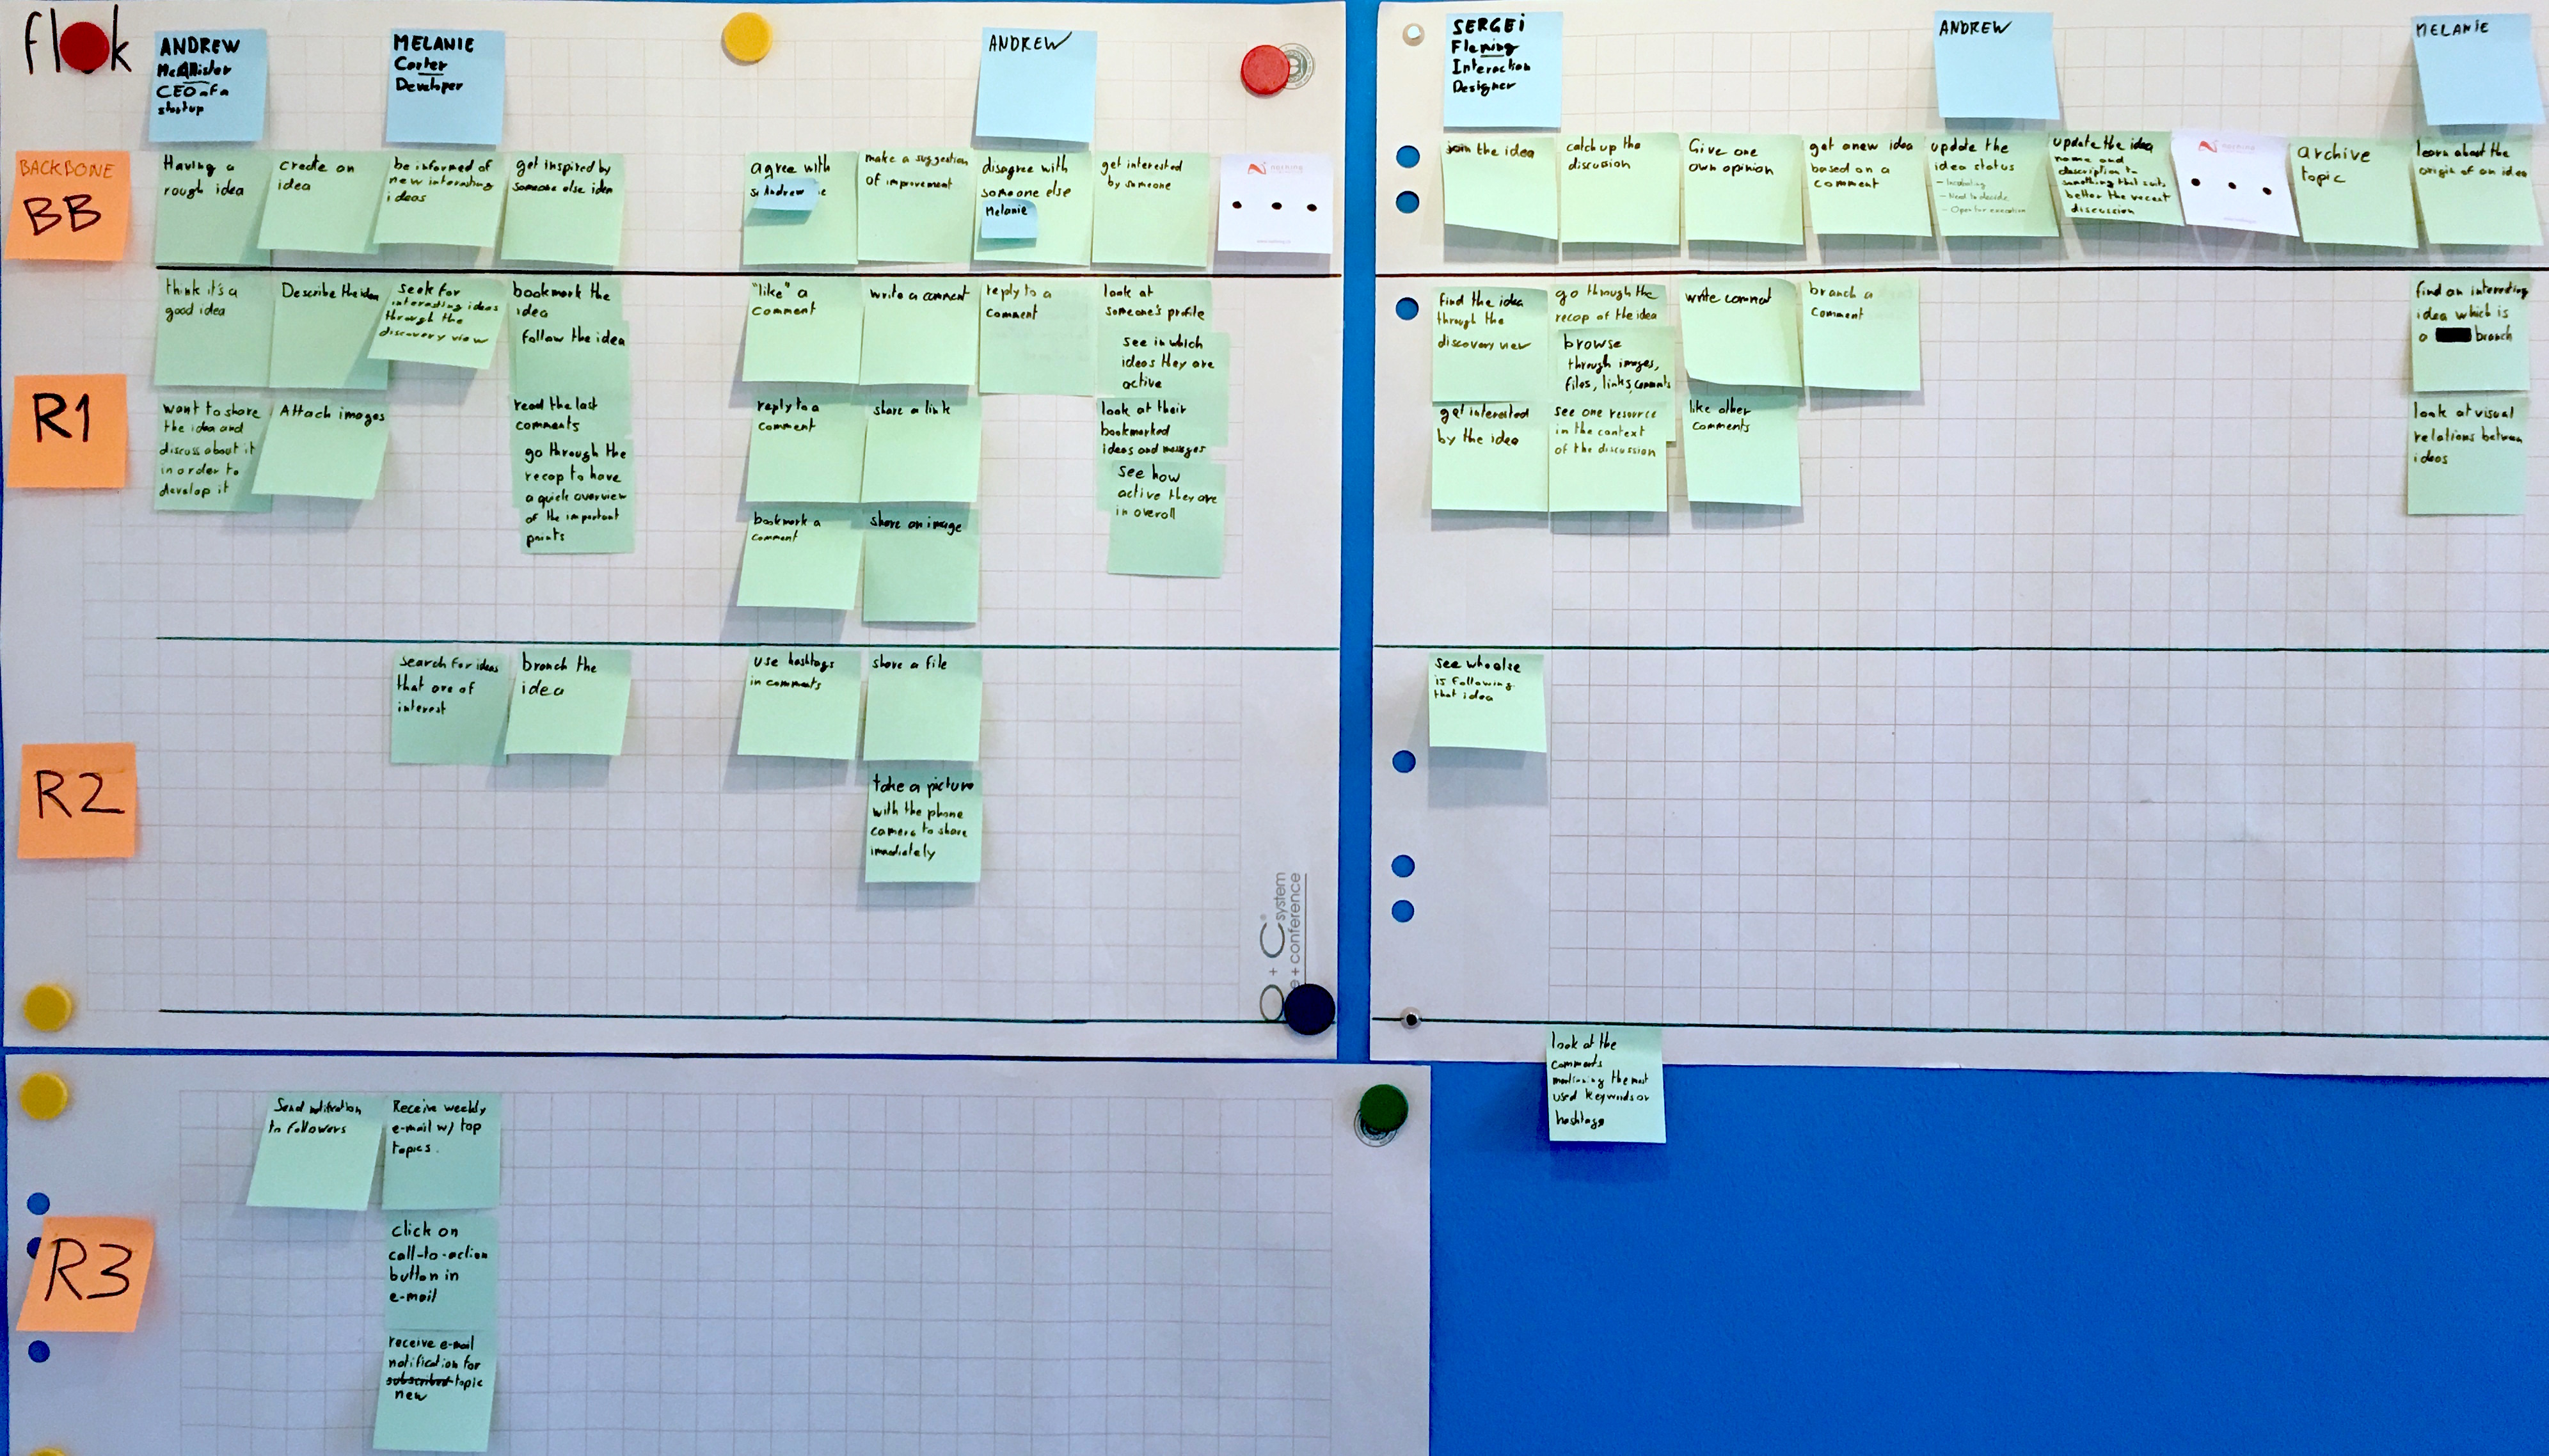 fl k
ANDREW
McAllister
CEO of a
startup
MELANIE
Carter
Developer
ANDREW
SERGEi
Fleming
Interaction
Designer
ANDREW
MELANIE
BACKBONE
BB
Having a
rough idea
create an
idea
be informed of
new interesting
ideas
get inspired by
someone else idea
agree with
Andrew
make a suggestion
of improvement
disagree with
someone else
Melanie
get interested
by someone
join the idea
catch up the
discussion
Give one
own opinion
get a new idea
based on a
comment
update the
idea status
- Incubating
- Need to decide
- Open for execution
update the idea
name and
description to
something that suits
better the recent
discussion
archive
topic
learn about the
origin of an idea
R1
think it's a
good idea
want to share
the idea and
discuss about it
in order to
develop it
Describe the idea
Attach images
seek for
interesting ideas
through the
discovery view
bookmark the
idea
follow the idea
read the last
comments
go through the
recap to have
a quick overview
of the important
points
"like" a
comment
reply to a
comment
bookmark a
comment
write a comment
share a link
share an image
reply to a
comment
look at
someone's profile
see in which
ideas they are
active
look at their
bookmarked
ideas and messages
see how
active they are
in overall
find the idea
through the
discovery view
get interested
by the idea
go through the
recap of the idea
browse
through images,
files, links, comments
see one resource
in the context
of the discussion
write commat
like other
comments
branch a
comment
find an interesting
idea which is
a branch
look at visual
relations between
ideas
R2
search for ideas
that are of
interest
branch the
idea
use hashtags
in comments
share a file
take a picture
with the phone
camera to share
imediately
see who else
is following
that idea
O + C system
e + conference
R3
Send notification
to followers
Receive weekly
e-mail w/ top
topics.
click on
call-to-action
button in
e-mail
receive e-mail
notification for
subscribed topic
new
look at the
comments
mentioning the most
used keywords or
hashtags